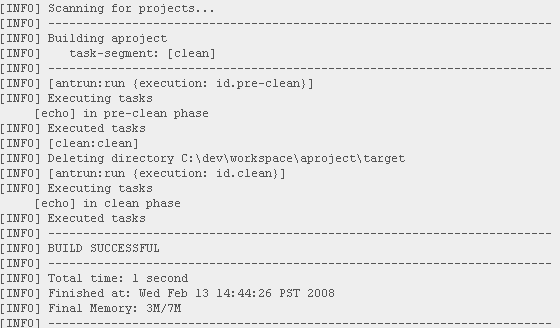 [INFO] Scanning for projects...
[INFO] ------------------------------------------------------------------------
[INFO] Building aproject
[INFO]    task-segment: [clean]
[INFO] ------------------------------------------------------------------------
[INFO] [antrun:run {execution: id.pre-clean}]
[INFO] Executing tasks
     [echo] in pre-clean phase
[INFO] Executed tasks
[INFO] [clean:clean]
[INFO] Deleting directory C:\dev\workspace\aproject\target
[INFO] [antrun:run {execution: id.clean}]
[INFO] Executing tasks
     [echo] in clean phase
[INFO] Executed tasks
[INFO] ------------------------------------------------------------------------
[INFO] BUILD SUCCESSFUL
[INFO] ------------------------------------------------------------------------
[INFO] Total time: 1 second
[INFO] Finished at: Wed Feb 13 14:44:26 PST 2008
[INFO] Final Memory: 3M/7M
[INFO] ------------------------------------------------------------------------